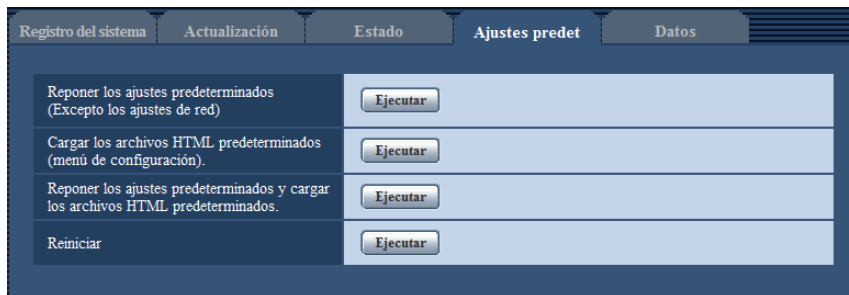 Registro del sistema Actualización Estado Ajustes predet Datos
Reponer los ajustes predeterminados
(Excepto los ajustes de red)
Ejecutar
Cargar los archivos HTML predeterminados
(menú de configuración).
Ejecutar
Reponer los ajustes predeterminados y cargar
los archivos HTML predeterminados.
Ejecutar
Reiniciar
Ejecutar